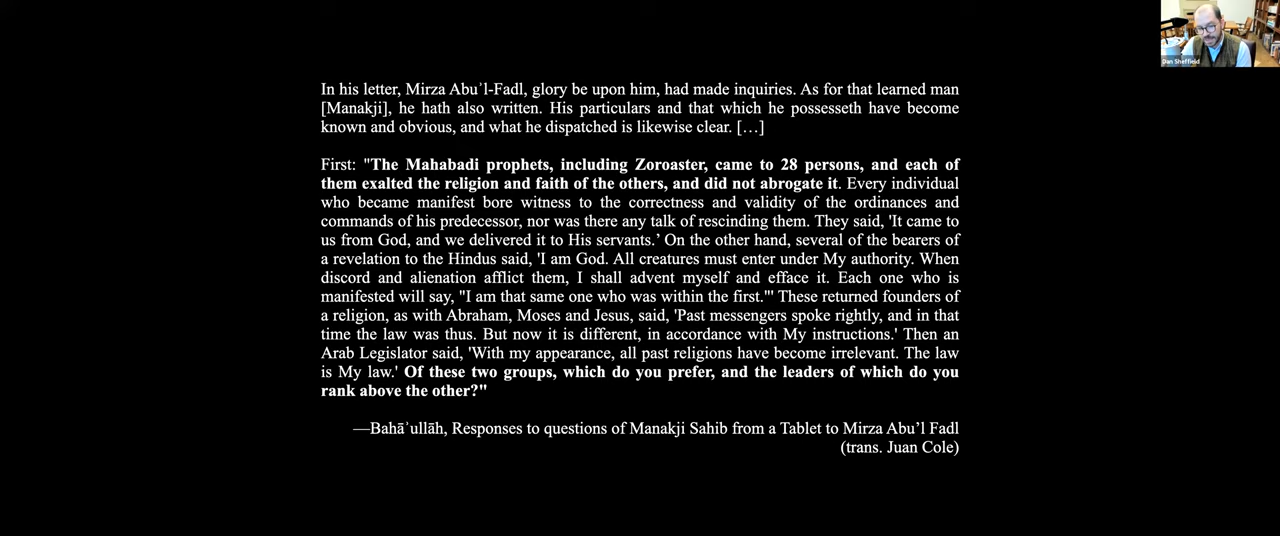 Dan Sheffield
In his letter, Mirza Abuʾl-Fadl, glory be upon him, had made inquiries. As for that learned man
[Manakji], he hath also written. His particulars and that which he possesseth have become
known and obvious, and what he dispatched is likewise clear. […]
First: "The Mahabadi prophets, including Zoroaster, came to 28 persons, and each of
them exalted the religion and faith of the others, and did not abrogate it. Every individual
who became manifest bore witness to the correctness and validity of the ordinances and
commands of his predecessor, nor was there any talk of rescinding them. They said, 'It came to
us from God, and we delivered it to His servants.’ On the other hand, several of the bearers of
a revelation to the Hindus said, 'I am God. All creatures must enter under My authority. When
discord and alienation afflict them, I shall advent myself and efface it. Each one who is
manifested will say, "I am that same one who was within the first."' These returned founders of
a religion, as with Abraham, Moses and Jesus, said, 'Past messengers spoke rightly, and in that
time the law was thus. But now it is different, in accordance with My instructions.' Then an
Arab Legislator said, 'With my appearance, all past religions have become irrelevant. The law
is My law.' Of these two groups, which do you prefer, and the leaders of which do you
rank above the other?"
—Bahāʾullāh, Responses to questions of Manakji Sahib from a Tablet to Mirza Abu’l Fadl
(trans. Juan Cole)